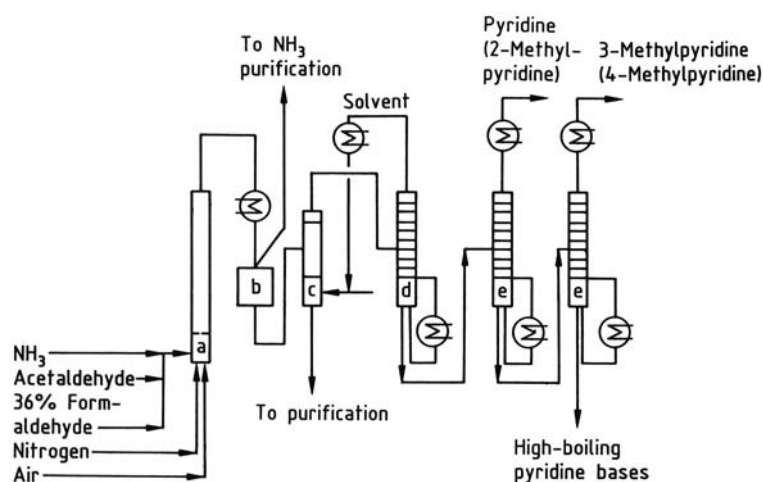 To NH3
purification
Pyridine
(2-Methyl-
pyridine)
3-Methylpyridine
(4-Methylpyridine)
Solvent
a
b
c
d
e
e
NH3
Acetaldehyde
36% Form-
aldehyde
Nitrogen
Air
To purification
High-boiling
pyridine bases